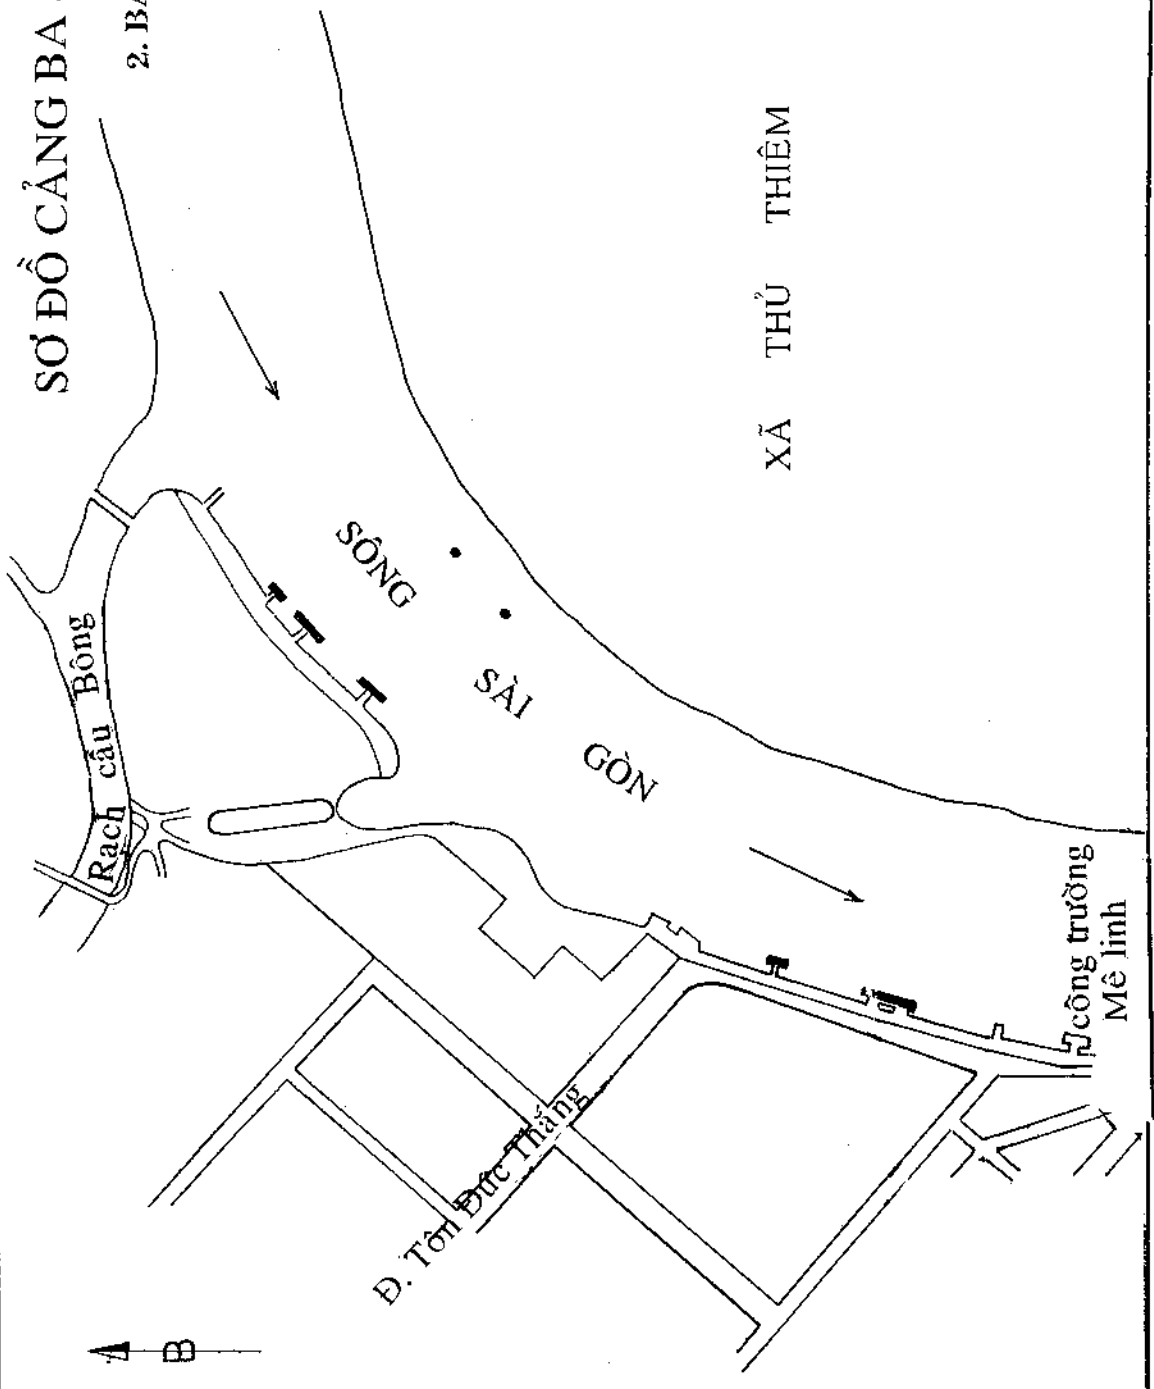 SƠ ĐỒ CẢNG BA
2. BA
Rạch cầu Bông
SÔNG
SÀI
GÒN
XÃ THỦ THIÊM
Đ. Tôn Đức Thắng
công trường
Mê linh
B